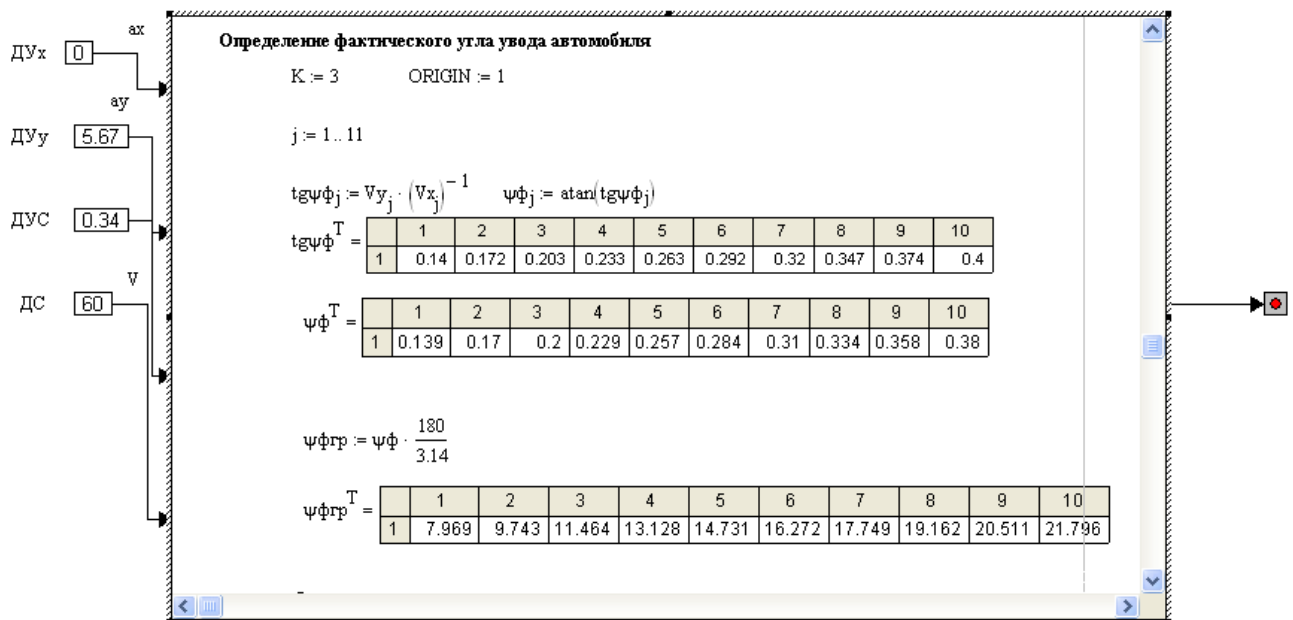 Определение фактического угла увода автомобиля
K := 3 ORIGIN := 1
j := 1 .. 11
tgψф_j := Vy_j · (Vx_j)^-1 ψф_j := atan(tgψф_j)
tgψф^T =
1 2 3 4 5 6 7 8 9 10
1 0.14 0.172 0.203 0.233 0.263 0.292 0.32 0.347 0.374 0.4
ψф^T =
1 2 3 4 5 6 7 8 9 10
1 0.139 0.17 0.2 0.229 0.257 0.284 0.31 0.334 0.358 0.38
ψфгр := ψф · 180/3.14
ψфгр^T =
1 2 3 4 5 6 7 8 9 10
1 7.969 9.743 11.464 13.128 14.731 16.272 17.749 19.162 20.511 21.796
ax
ДУx 0
ay
ДУy 5.67
ДУС 0.34
V
ДС 60